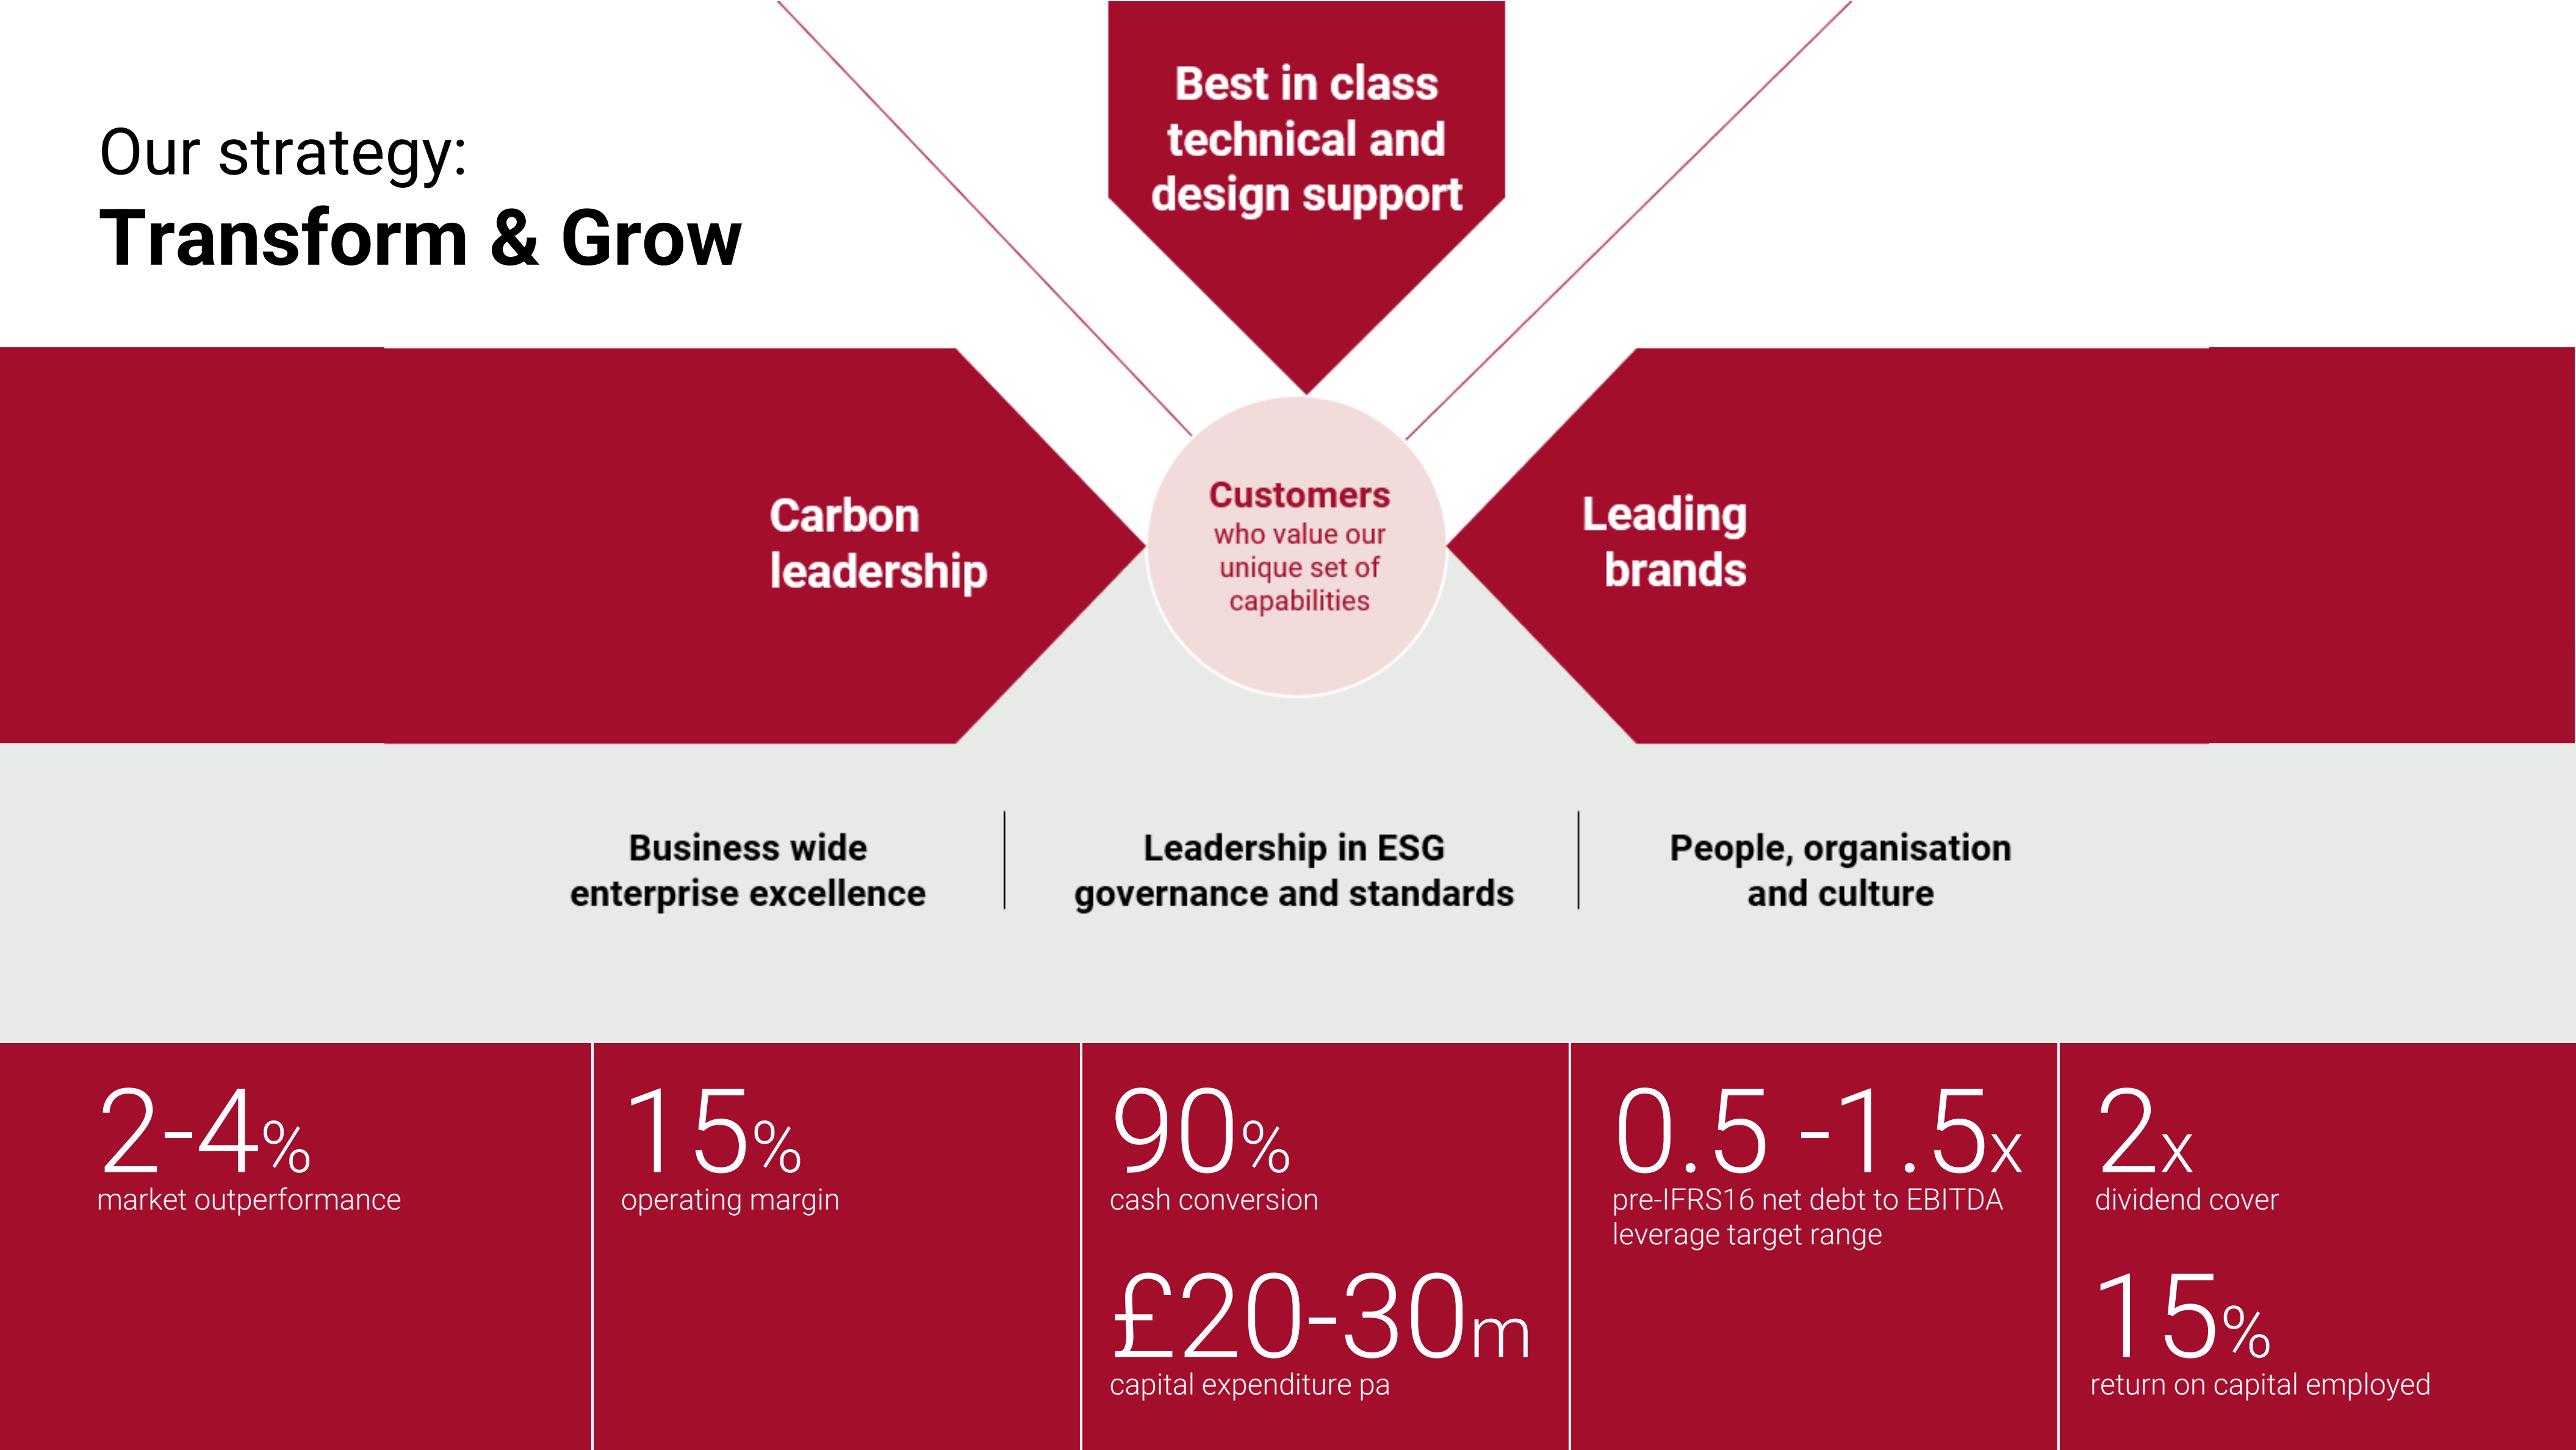 Our strategy:
Transform & Grow
Best in class
technical and
design support
Carbon
leadership
Customers
who value our
unique set of
capabilities
Leading
brands
Business wide
enterprise excellence
Leadership in ESG
governance and standards
People, organisation
and culture
2-4%
market outperformance
15%
operating margin
90%
cash conversion
£20-30m
capital expenditure pa
0.5 -1.5x
pre-IFRS16 net debt to EBITDA
leverage target range
2x
dividend cover
15%
return on capital employed